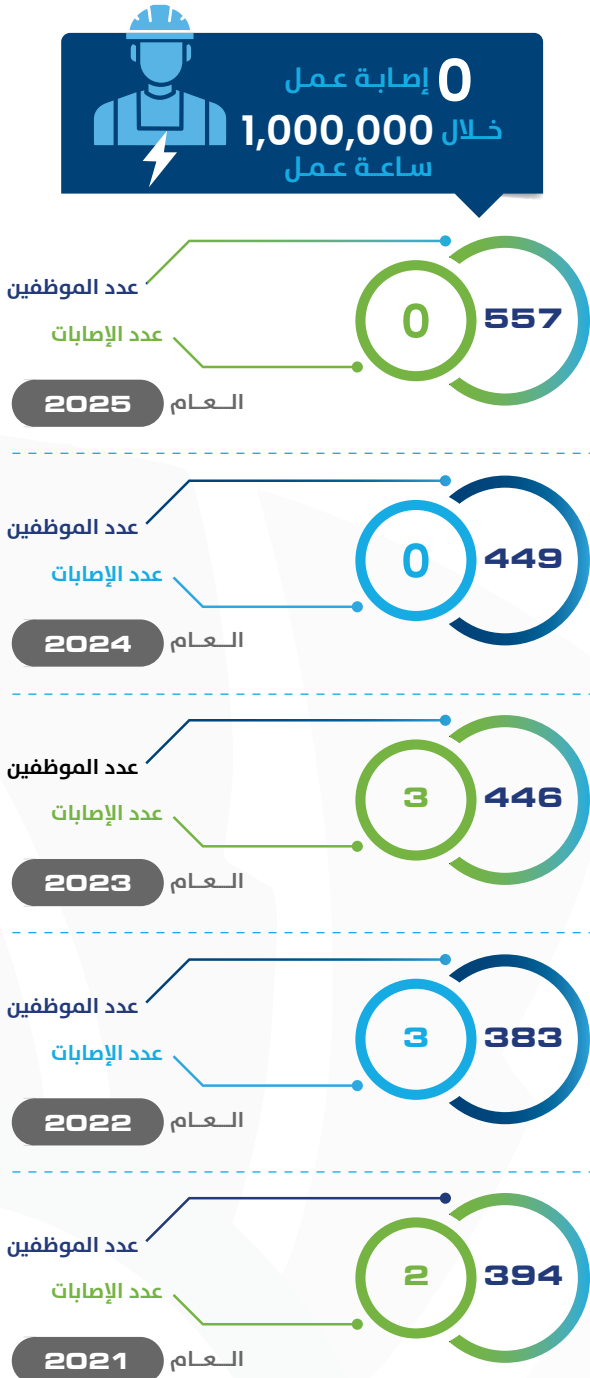 0 إصابة عمل
خلال 1,000,000
ساعة عمل
عدد الموظفين
557
عدد الإصابات
0
العام 2025
عدد الموظفين
449
عدد الإصابات
0
العام 2024
عدد الموظفين
446
عدد الإصابات
3
العام 2023
عدد الموظفين
383
عدد الإصابات
3
العام 2022
عدد الموظفين
394
عدد الإصابات
2
العام 2021